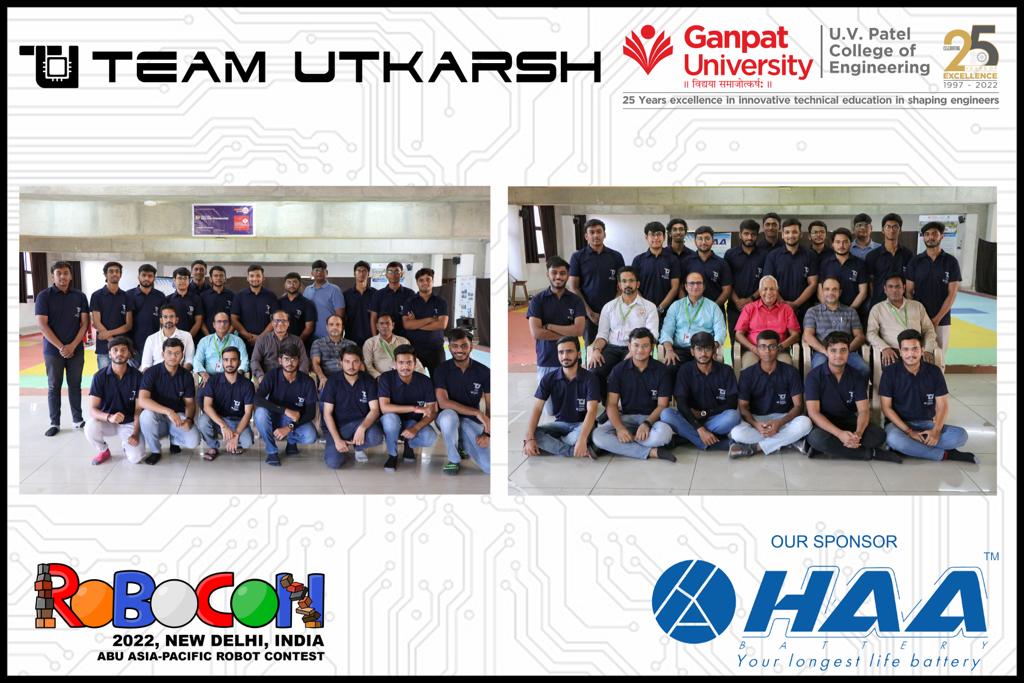 TEAM UTKARSH
Ganpat
University
॥ विद्यया समाजोत्कर्षः ॥
U.V. Patel
College of
Engineering
CELEBRATING
25
EXCELLENCE
1997 - 2022
25 Years excellence in innovative technical education in shaping engineers
HAA
ROBOCON
2022, NEW DELHI, INDIA
ABU ASIA-PACIFIC ROBOT CONTEST
OUR SPONSOR
HAA TM
BATTERY
Your longest life battery